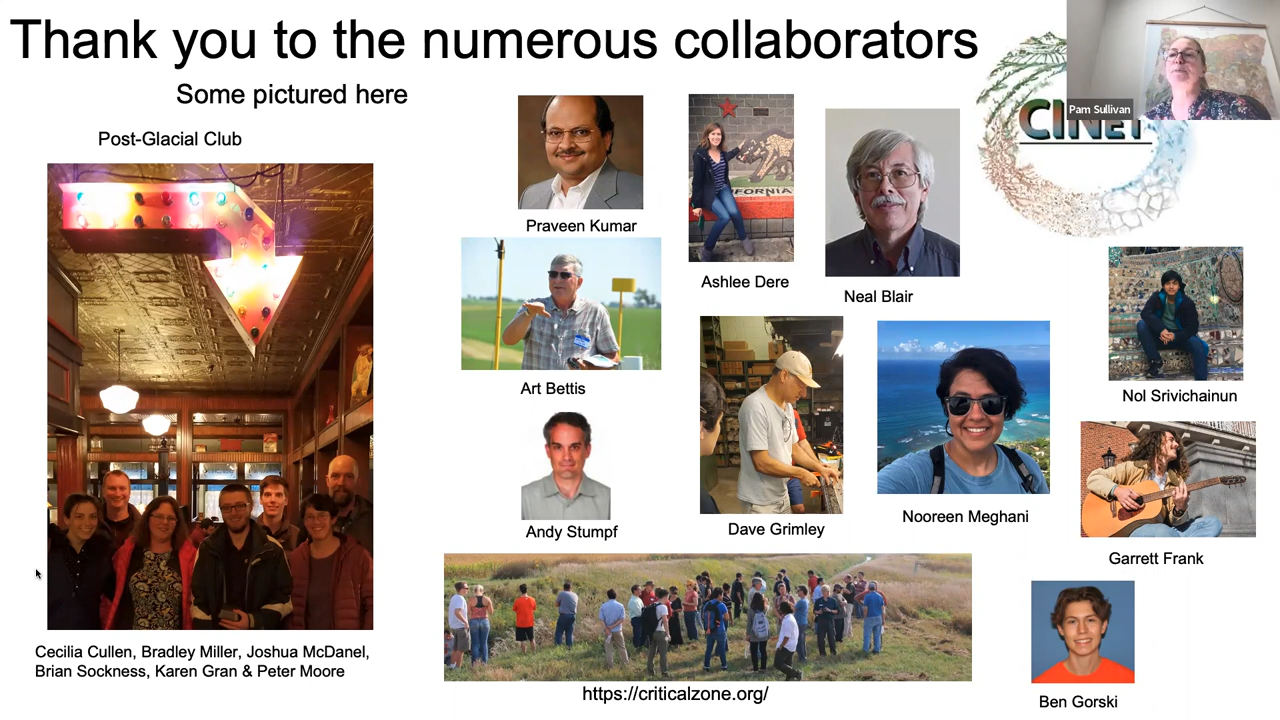 Thank you to the numerous collaborators
Some pictured here
Post-Glacial Club
Pam Sullivan
CINET
Praveen Kumar
CALIFORNIA
Ashlee Dere
Neal Blair
Art Bettis
Nol Srivichainun
Andy Stumpf
Dave Grimley
Nooreen Meghani
Garrett Frank
Cecilia Cullen, Bradley Miller, Joshua McDanel,
Brian Sockness, Karen Gran & Peter Moore
https://criticalzone.org/
Ben Gorski